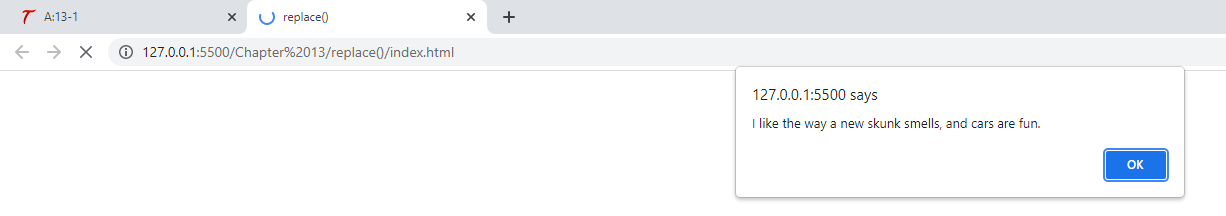 A:13-1
replace()
127.0.0.1:5500/Chapter%2013/replace()/index.html
127.0.0.1:5500 says
I like the way a new skunk smells, and cars are fun.
OK